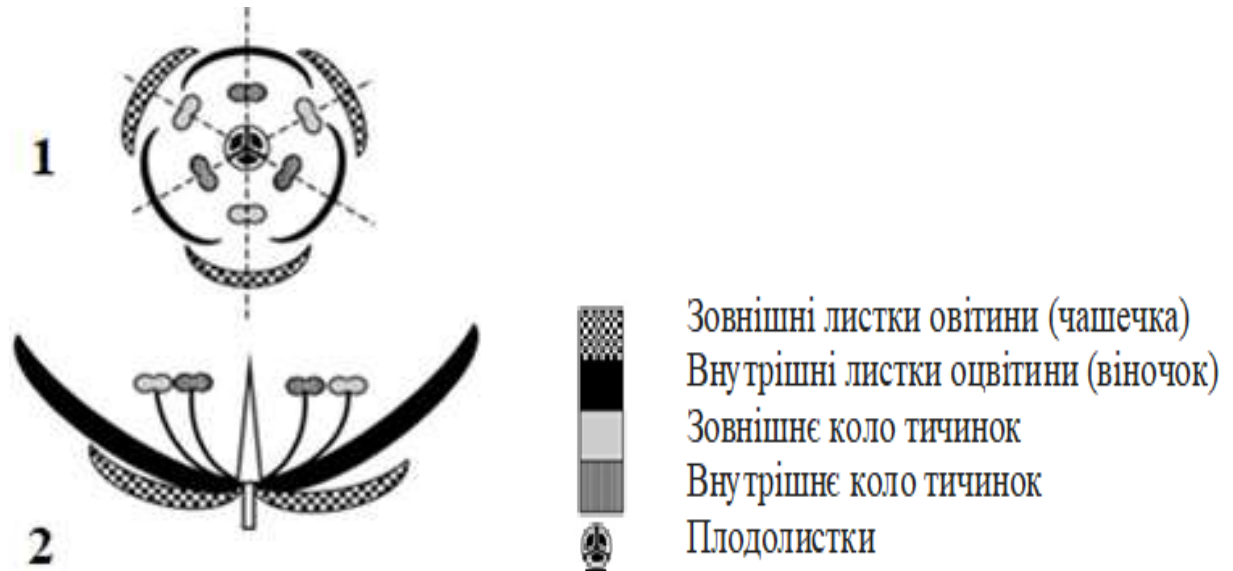 1
2
Зовнішні листки овітини (чашечка)
Внутрішні листки оцвітини (віночок)
Зовнішнє коло тичинок
Внутрішнє коло тичинок
Плодолистки